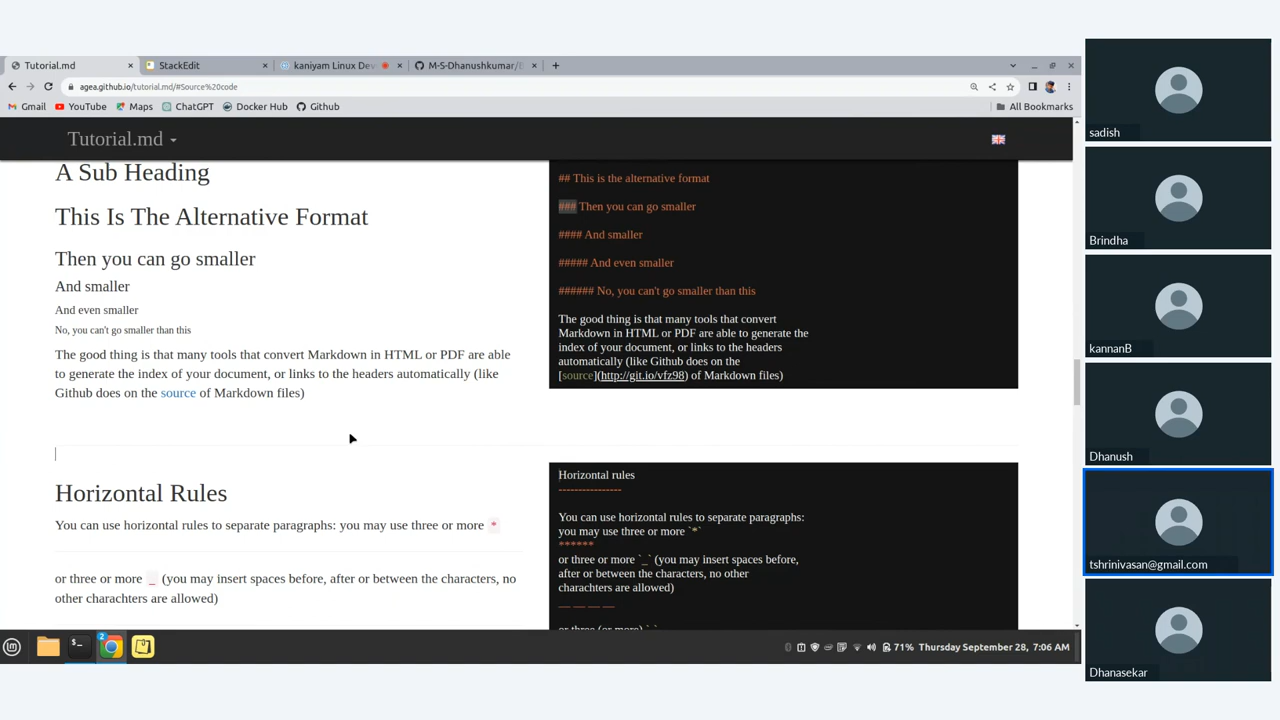 Tutorial.md
StackEdit
kaniyam Linux Dev
M-S-Dhanushkumar/
agea.github.io/tutorial.md/#Source%20code
Gmail
YouTube
Maps
ChatGPT
Docker Hub
Github
All Bookmarks
Tutorial.md
A Sub Heading
This Is The Alternative Format
Then you can go smaller
And smaller
And even smaller
No, you can't go smaller than this
The good thing is that many tools that convert Markdown in HTML or PDF are able
to generate the index of your document, or links to the headers automatically (like
Github does on the source of Markdown files)
Horizontal Rules
You can use horizontal rules to separate paragraphs: you may use three or more *
or three or more _ (you may insert spaces before, after or between the characters, no
other charachters are allowed)
## This is the alternative format
### Then you can go smaller
#### And smaller
##### And even smaller
###### No, you can't go smaller than this
The good thing is that many tools that convert
Markdown in HTML or PDF are able to generate the
index of your document, or links to the headers
automatically (like Github does on the
[source](http://git.io/vfz98) of Markdown files)
Horizontal rules
----------------
You can use horizontal rules to separate paragraphs:
you may use three or more `*`
******
or three or more `_` (you may insert spaces before,
after or between the characters, no other
charachters are allowed)
__ __ __ __
or three (or more) `-`
2
71% Thursday September 28, 7:06 AM
sadish
Brindha
kannanB
Dhanush
tshrinivasan@gmail.com
Dhanasekar